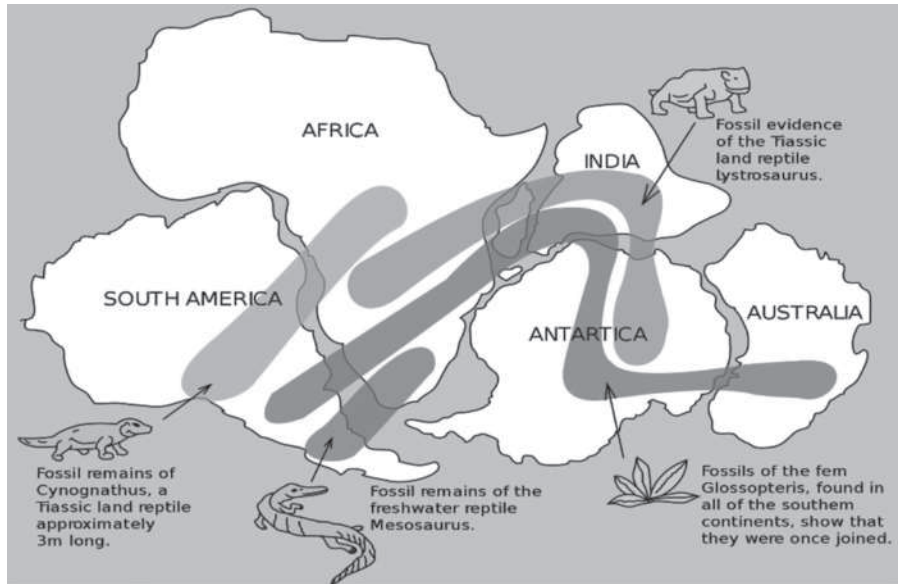 AFRICA
INDIA
Fossil evidence
of the Tiassic
land reptile
Lystrosaurus.
SOUTH AMERICA
ANTARTICA
AUSTRALIA
Fossil remains of
Cynognathus, a
Tiassic land reptile
approximately
3m long.
Fossil remains of the
freshwater reptile
Mesosaurus.
Fossils of the fem
Glossopteris, found in
all of the southem
continents, show that
they were once joined.